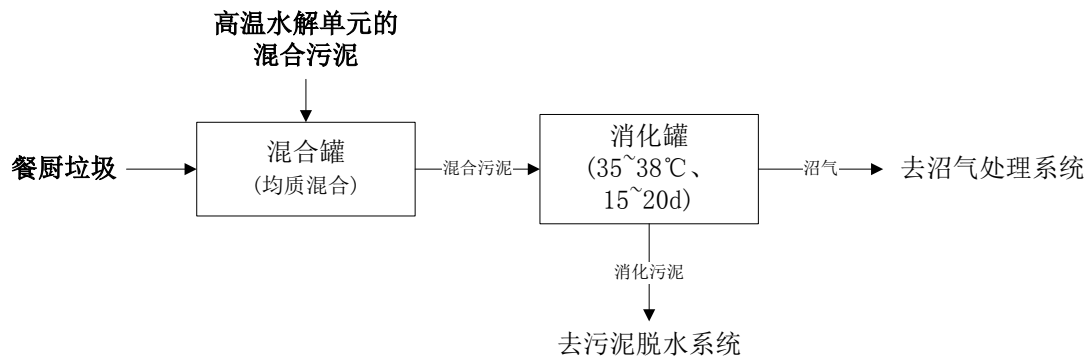 高温水解单元的
混合污泥
餐厨垃圾
混合罐
(均质混合)
混合污泥
消化罐
(35~38℃、
15~20d)
沼气
去沼气处理系统
消化污泥
去污泥脱水系统